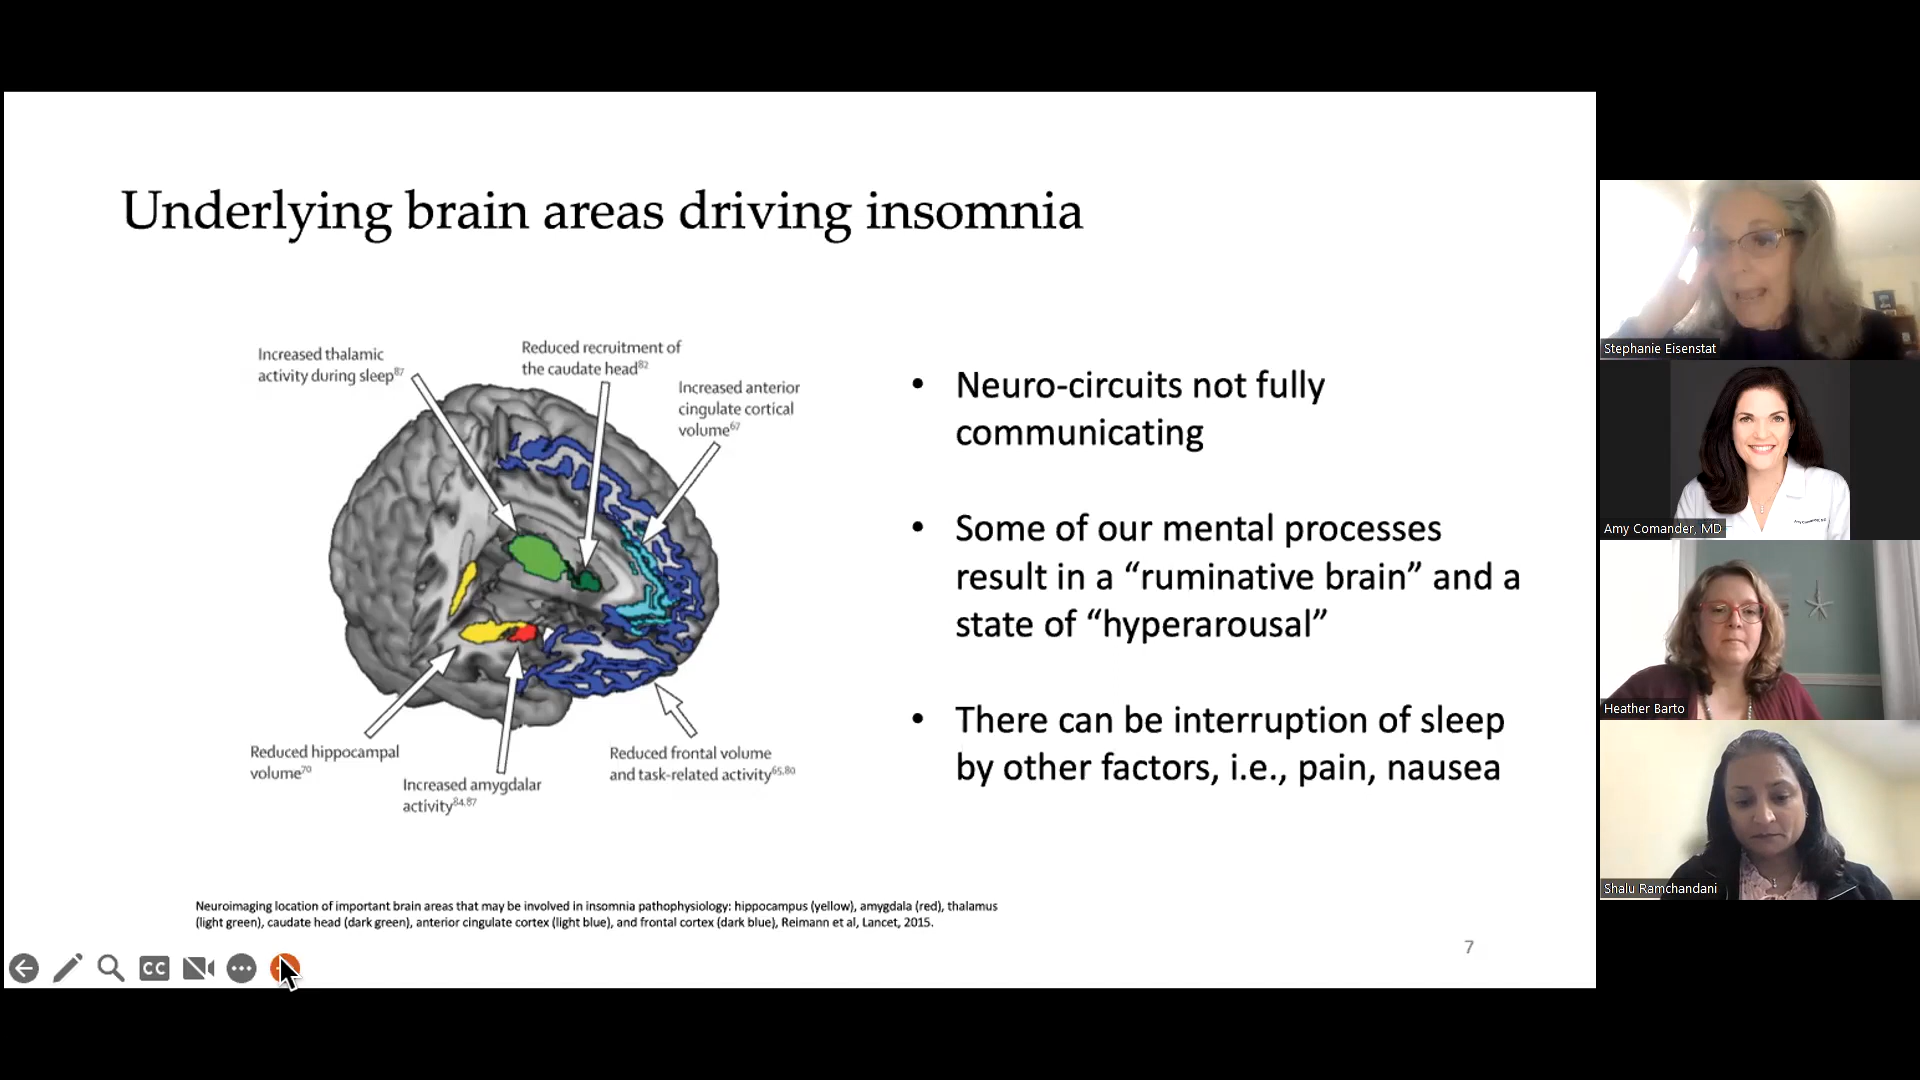 Underlying brain areas driving insomnia
Increased thalamic
activity during sleep87
Reduced recruitment of
the caudate head82
Increased anterior
cingulate cortical
volume67
Reduced hippocampal
volume70
Increased amygdalar
activity84,87
Reduced frontal volume
and task-related activity65,80
• Neuro-circuits not fully
communicating
• Some of our mental processes
result in a “ruminative brain” and a
state of “hyperarousal”
• There can be interruption of sleep
by other factors, i.e., pain, nausea
Neuroimaging location of important brain areas that may be involved in insomnia pathophysiology: hippocampus (yellow), amygdala (red), thalamus
(light green), caudate head (dark green), anterior cingulate cortex (light blue), and frontal cortex (dark blue), Reimann et al, Lancet, 2015.
7
CC
Stephanie Eisenstat
Amy Comander, MD
Heather Barto
Shalu Ramchandani